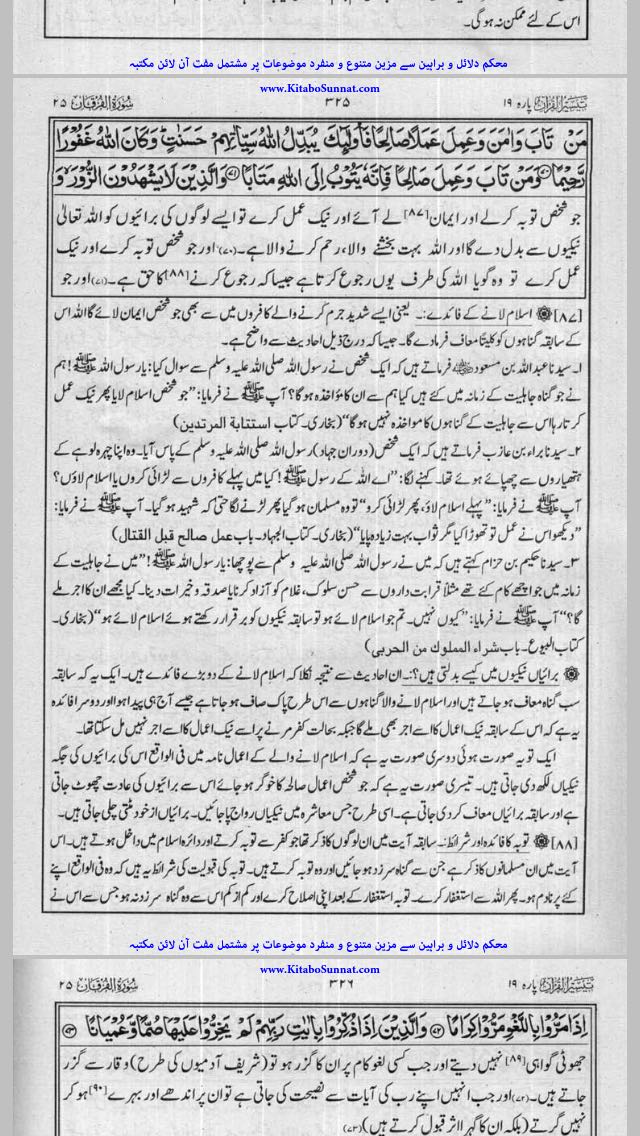 اس کے لئے ممکن نہ ہوگی۔
محکم دلائل و براہین سے مزین متنوع و منفرد موضوعات پر مشتمل مفت آن لائن مکتبہ
www.KitaboSunnat.com
تیسیر القرآن پارہ ۱۹ ۳۲۵ سورۃ الفرقان ۲۵
مَنْ تَابَ وَاٰمَنَ وَعَمِلَ عَمَلًا صَالِحًا فَاُولٰٓئِكَ يُبَدِّلُ اللّٰهُ سَيِّاٰتِهِمْ حَسَنٰتٍ ؕ وَكَانَ اللّٰهُ غَفُوْرًا
رَّحِيْمًا ۷۰ وَمَنْ تَابَ وَعَمِلَ صَالِحًا فَاِنَّهٗ يَتُوْبُ اِلَى اللّٰهِ مَتَابًا ۷۱ وَالَّذِيْنَ لَا يَشْهَدُوْنَ الزُّوْرَ ۙ وَ
جو شخص توبہ کرلے اور ایمان [۸۷] لے آئے اور نیک عمل کرے تو ایسے لوگوں کی برائیوں کو اللہ تعالیٰ
نیکیوں سے بدل دے گا اور اللہ بہت بخشنے والا، رحم کرنے والا ہے۔ (۷۰) اور جو شخص توبہ کرے اور نیک
عمل کرے تو وہ گویا اللہ کی طرف یوں رجوع کرتا ہے جیسا کہ رجوع کرنے [۸۸] کا حق ہے۔ (۷۱) اور جو
[۸۷] اسلام لانے کے فائدے:۔ یعنی ایسے شدید جرم کرنے والے کافروں میں سے بھی جو شخص ایمان لائے گا اللہ اس
کے سابقہ گناہوں کو کلیتاً معاف فرمادے گا۔ جیسا کہ درج ذیل احادیث سے واضح ہے۔
۱۔ سیدنا عبداللہ بن مسعود فرماتے ہیں کہ ایک شخص نے رسول اللہ صلی اللہ علیہ وسلم سے سوال کیا: یا رسول اللہ ﷺ! ہم
نے جو گناہ جاہلیت کے زمانہ میں کئے ہیں کیا ہم سے ان کا مؤاخذہ ہوگا؟ آپ ﷺ نے فرمایا: ”جو شخص اسلام لایا پھر نیک عمل
کرتا رہا اس سے جاہلیت کے گناہوں کا مواخذہ نہیں ہوگا“ (بخاری۔ کتاب استتابة المرتدين)
۲۔ سیدنا براء بن عازب فرماتے ہیں کہ ایک شخص (دوران جہاد) رسول اللہ صلی اللہ علیہ وسلم کے پاس آیا۔ وہ اپنا چہرہ لوہے کے
ہتھیاروں سے چھپائے ہوئے تھا۔ کہنے لگا: ”اے اللہ کے رسول ﷺ! کیا میں پہلے کافروں سے لڑائی کروں یا اسلام لاؤں؟
آپ ﷺ نے فرمایا: ”پہلے اسلام لاؤ، پھر لڑائی کرو“ تو وہ مسلمان ہوگیا پھر لڑنے لگا حتی کہ شہید ہوگیا۔ آپ ﷺ نے فرمایا:
”دیکھو اس نے عمل تو تھوڑا کیا مگر ثواب بہت زیادہ پایا“ (بخاری۔ کتاب الجہاد۔ باب عمل صالح قبل القتال)
۳۔ سیدنا حکیم بن حزام کہتے ہیں کہ میں نے رسول اللہ صلی اللہ علیہ وسلم سے پوچھا: یا رسول اللہ ﷺ! ”میں نے جاہلیت کے
زمانہ میں جو اچھے کام کئے تھے مثلاً قرابت داروں سے حسن سلوک، غلام کو آزاد کرنا یا صدقہ و خیرات دینا۔ کیا مجھے ان کا اجر ملے
گا؟“ آپ ﷺ نے فرمایا: ”کیوں نہیں۔ تم جو اسلام لائے ہو تو سابقہ نیکیوں کو برقرار رکھتے ہوئے اسلام لائے ہو“ (بخاری۔
کتاب البیوع۔ باب شراء المملوک من الحربی)
برائیاں نیکیوں میں کیسے بدلتی ہیں؟:۔ ان احادیث سے نتیجہ نکلا کہ اسلام لانے کے دو بڑے فائدے ہیں۔ ایک یہ کہ سابقہ
سب گناہ معاف ہو جاتے ہیں اور اسلام لانے والا گناہوں سے اس طرح پاک صاف ہو جاتا ہے جیسے آج ہی پیدا ہوا اور دوسرا فائدہ
یہ ہے کہ اس کے سابقہ نیک اعمال کا اسے اجر بھی ملے گا جبکہ بحالت کفر مرنے پر اسے نیک اعمال کا اسے اجر نہیں مل سکتا تھا۔
ایک تو یہ صورت ہوئی دوسری صورت یہ ہے کہ اسلام لانے والے کے اعمال نامہ میں فی الواقع اس کی برائیوں کی جگہ
نیکیاں لکھ دی جاتی ہیں۔ تیسری صورت یہ ہے کہ جو شخص اعمال صالحہ کا خوگر ہو جائے اس سے برائی کی عادت چھوٹ جاتی
ہے اور سابقہ برائیاں معاف کردی جاتی ہے۔ اسی طرح جس معاشرہ میں نیکیاں رواج پا جائیں۔ برائیاں از خود مٹتی چلی جاتی ہیں۔
[۸۸] توبہ کا فائدہ اور شرائط:۔ سابقہ آیت میں ان لوگوں کا ذکر تھا جو کفر سے توبہ کرتے اور دائرہ اسلام میں داخل ہوتے ہیں۔ اس
آیت میں ان مسلمانوں کا ذکر ہے جن سے گناہ سرزد ہو جائیں اور وہ توبہ کرتے ہیں۔ توبہ کی قبولیت کی شرائط یہ ہیں کہ وہ فی الواقع اپنے
کئے پر نادم ہو۔ پھر اللہ سے استغفار کرے۔ توبہ استغفار کے بعد اپنی اصلاح کرے اور کم از کم اس سے وہ گناہ سرزد نہ ہو جس سے اس نے
محکم دلائل و براہین سے مزین متنوع و منفرد موضوعات پر مشتمل مفت آن لائن مکتبہ
www.KitaboSunnat.com
تیسیر القرآن پارہ ۱۹ ۳۲۶ سورۃ الفرقان ۲۵
اِذَا مَرُّوْا بِاللَّغْوِ مَرُّوْا كِرَامًا ۷۲ وَالَّذِيْنَ اِذَا ذُكِّرُوْا بِاٰيٰتِ رَبِّهِمْ لَمْ يَخِرُّوْا عَلَيْهَا صُمًّا وَّعُمْيَانًا ۷۳
جھوٹی گواہی [۸۹] نہیں دیتے اور جب کسی لغو کام پر ان کا گزر ہو تو (شریف آدمیوں کی طرح) وقار سے گزر
جاتے ہیں۔ (۷۲) اور جب انہیں اپنے رب کی آیات سے نصیحت کی جاتی ہے تو ان پر اندھے اور بہرے [۹۰] ہو کر
نہیں گرتے (بلکہ ان کا گہرا اثر قبول کرتے ہیں) (۷۳)